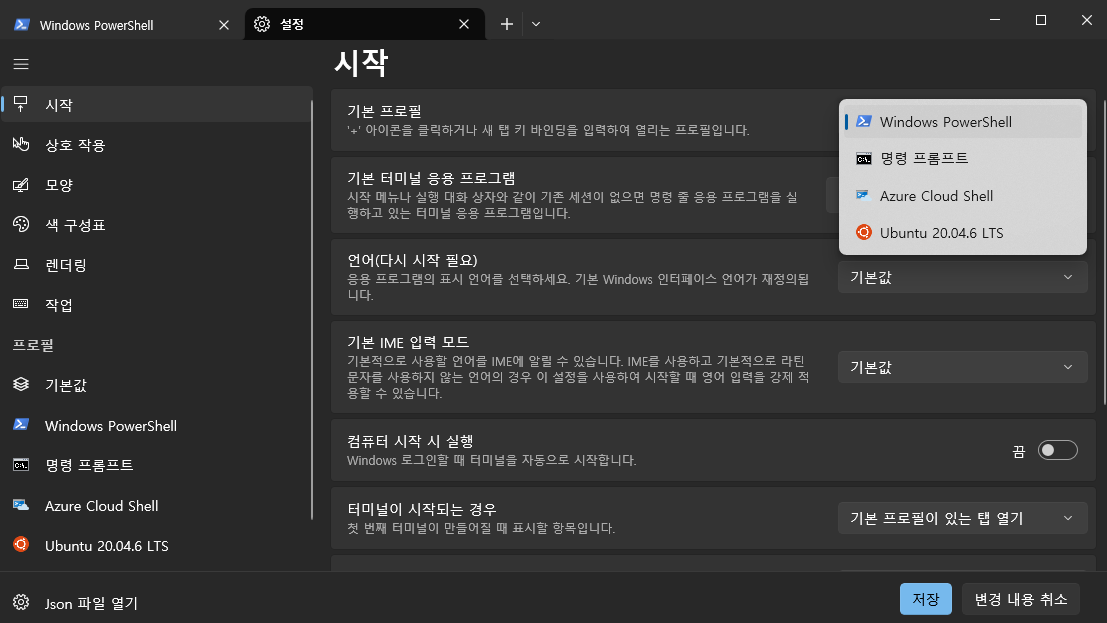 Windows PowerShell
설정
시작
상호 작용
모양
색 구성표
렌더링
작업
프로필
기본값
Windows PowerShell
명령 프롬프트
Azure Cloud Shell
Ubuntu 20.04.6 LTS
Json 파일 열기
시작
기본 프로필
'+' 아이콘을 클릭하거나 새 탭 키 바인딩을 입력하여 열리는 프로필입니다.
Windows PowerShell
명령 프롬프트
Azure Cloud Shell
Ubuntu 20.04.6 LTS
기본 터미널 응용 프로그램
시작 메뉴나 실행 대화 상자와 같이 기존 세션이 없으면 명령 줄 응용 프로그램을 실
행하고 있는 터미널 응용 프로그램입니다.
언어(다시 시작 필요)
응용 프로그램의 표시 언어를 선택하세요. 기본 Windows 인터페이스 언어가 재정의됩
니다.
기본값
기본 IME 입력 모드
기본적으로 사용할 언어를 IME에 알릴 수 있습니다. IME를 사용하고 기본적으로 라틴
문자를 사용하지 않는 언어의 경우 이 설정을 사용하여 시작할 때 영어 입력을 강제 적
용할 수 있습니다.
기본값
컴퓨터 시작 시 실행
Windows 로그인할 때 터미널을 자동으로 시작합니다.
끔
터미널이 시작되는 경우
첫 번째 터미널이 만들어질 때 표시할 항목입니다.
기본 프로필이 있는 탭 열기
저장
변경 내용 취소